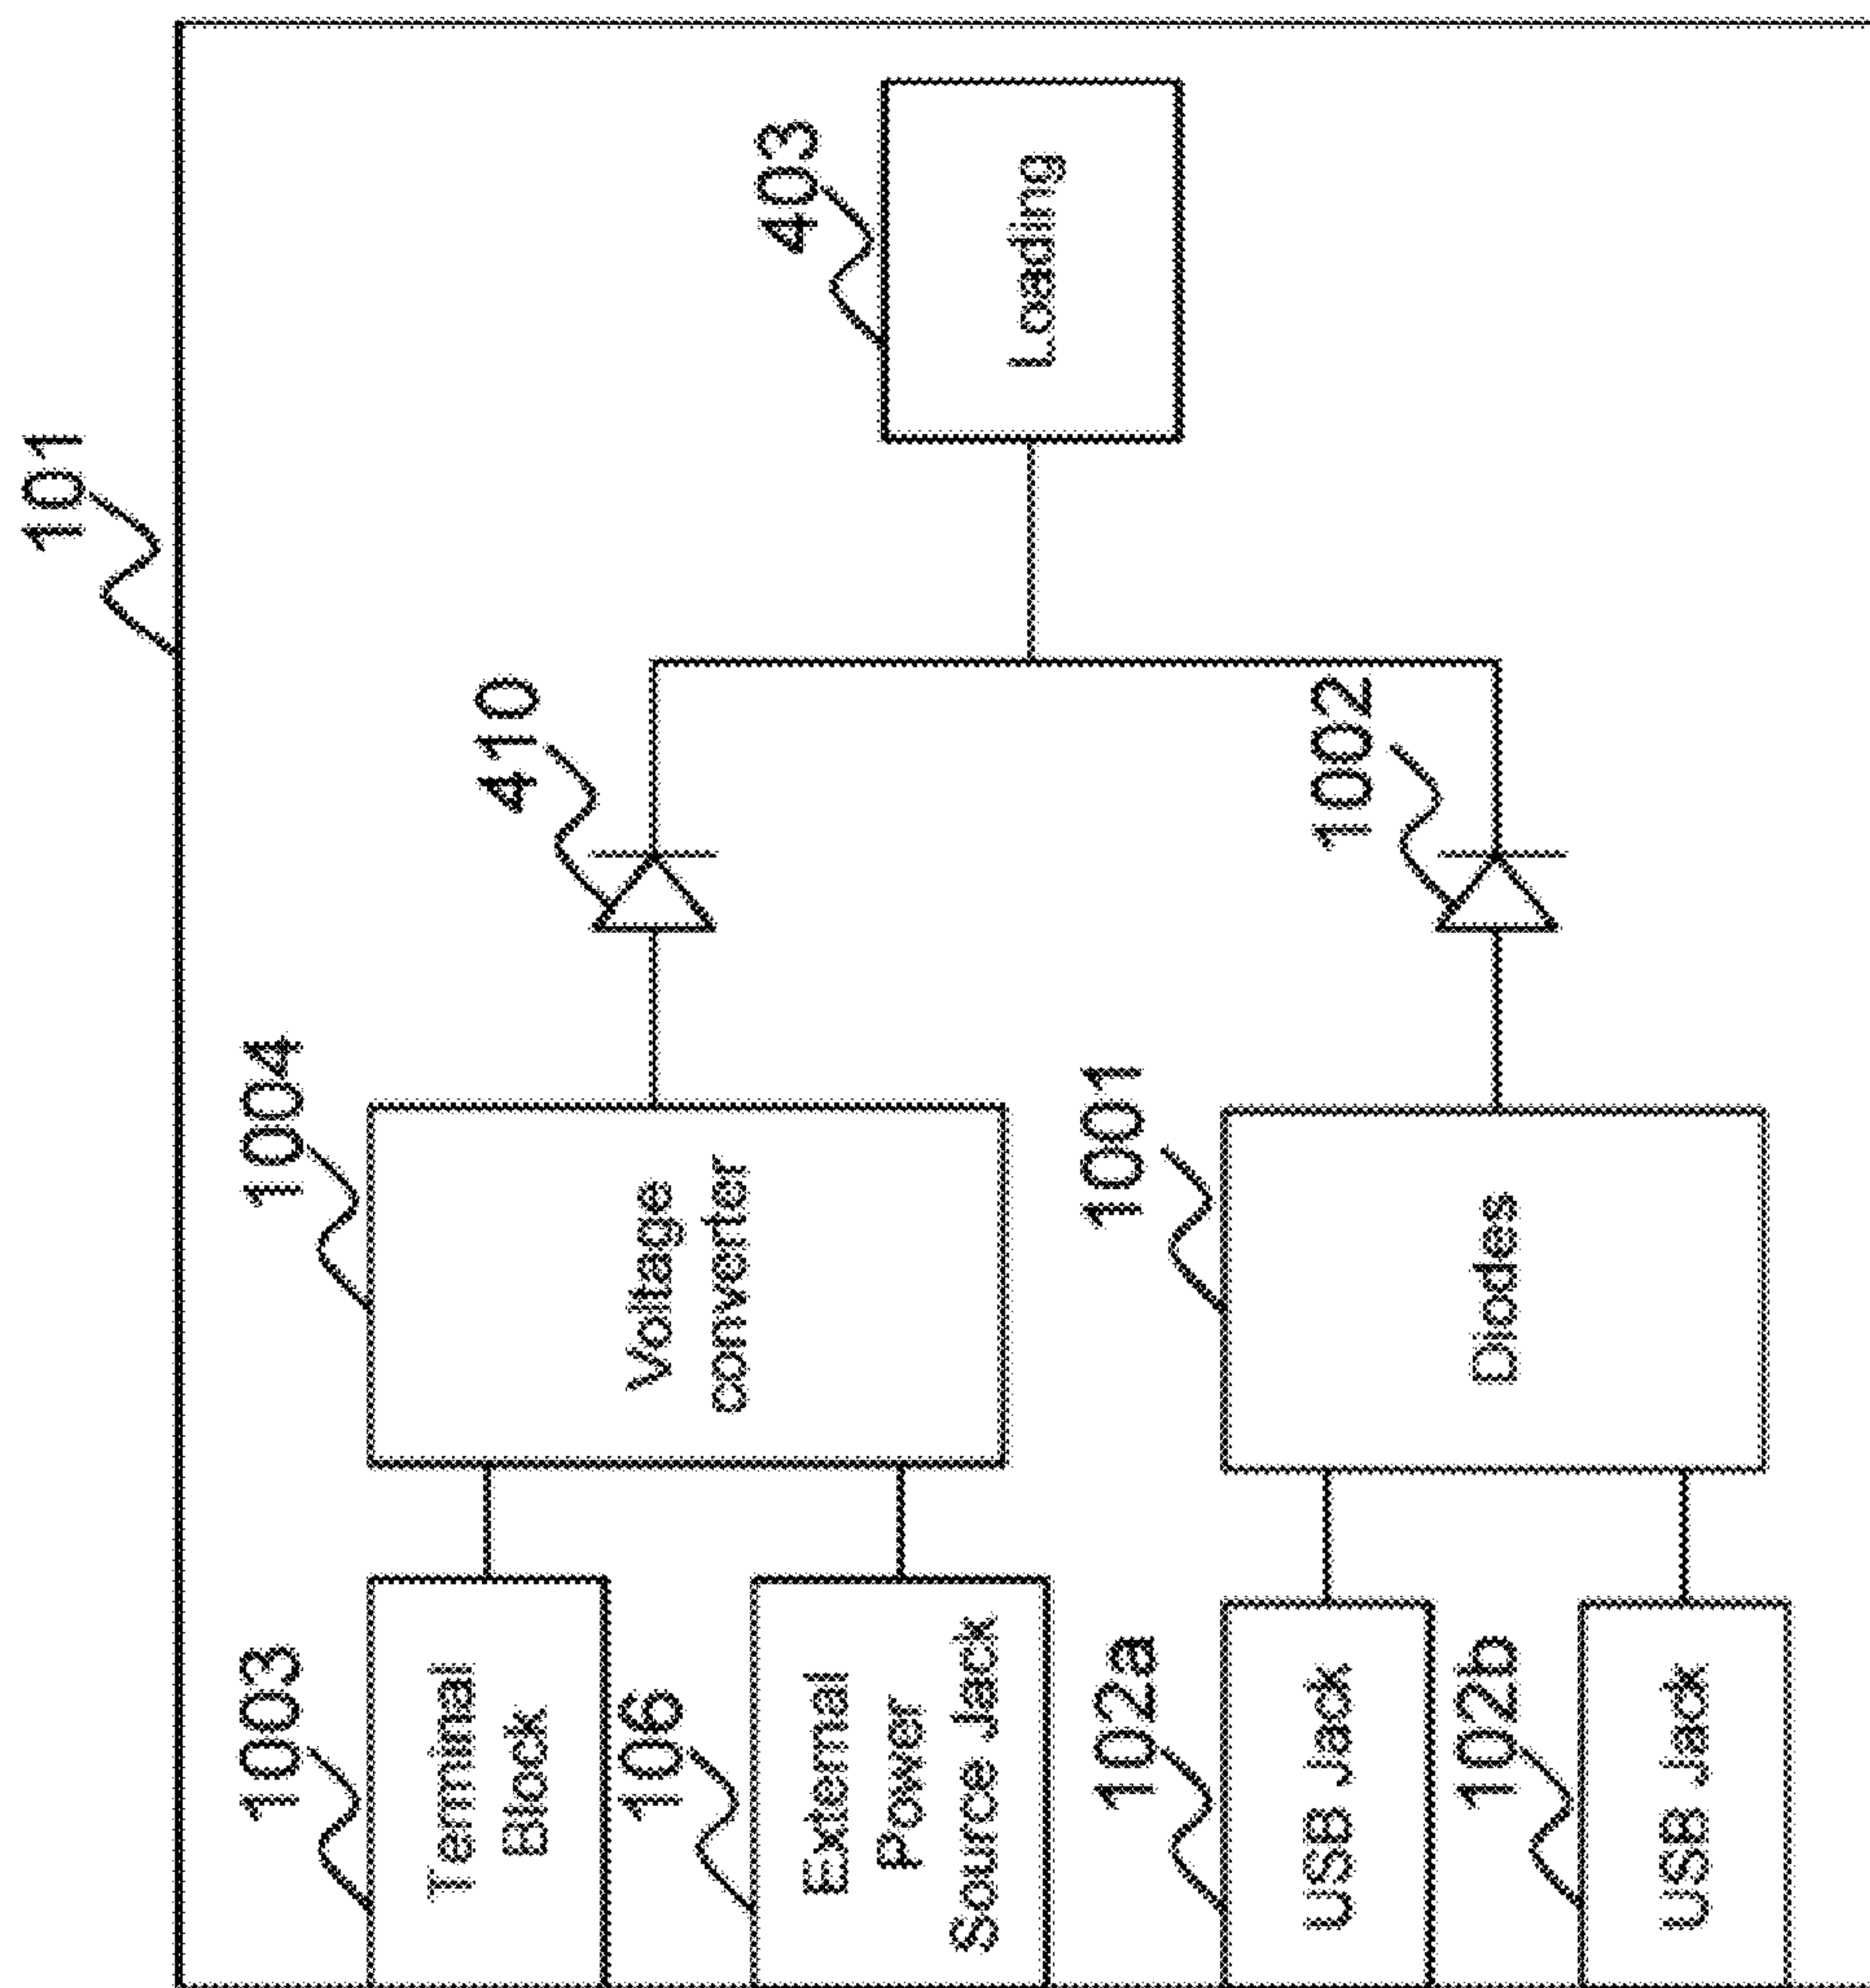 101
1003
Terminal
Block
1004
Voltage
converter
410
403
Loading
106
External
Power
Source Jack
102a
USB Jack
1001
Diodes
1002
102b
USB Jack